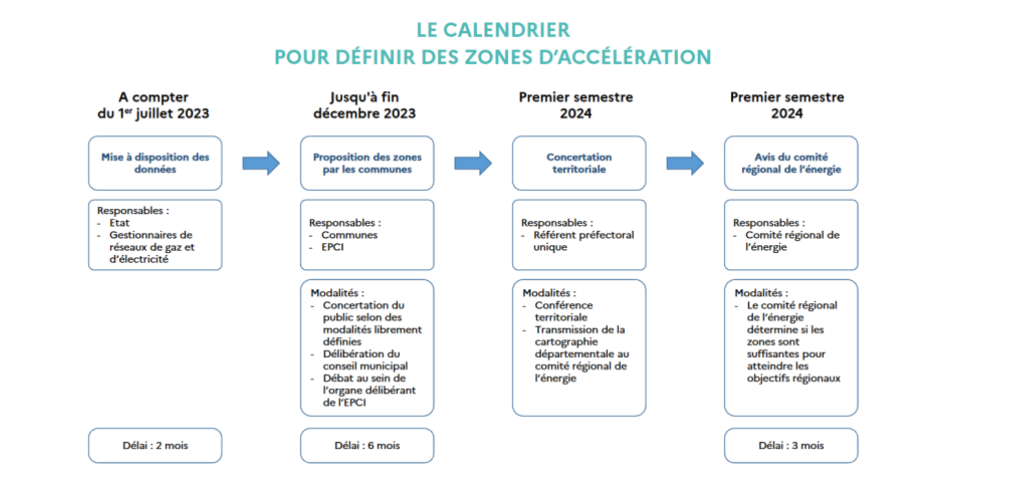 LE CALENDRIER
POUR DÉFINIR DES ZONES D'ACCÉLÉRATION
A compter
du 1er juillet 2023
Jusqu'à fin
décembre 2023
Premier semestre
2024
Premier semestre
2024
Mise à disposition des
données
Proposition des zones
par les communes
Concertation
territoriale
Avis du comité
régional de l'énergie
Responsables :
- Etat
- Gestionnaires de
réseaux de gaz et
d'électricité
Responsables :
- Communes
- EPCI
Responsables :
- Référent préfectoral
unique
Responsables :
- Comité régional de
l'énergie
Modalités :
- Concertation du
public selon des
modalités librement
définies
- Délibération du
conseil municipal
- Débat au sein de
l'organe délibérant
de l'EPCI
Modalités :
- Conférence
territoriale
- Transmission de la
cartographie
départementale au
comité régional de
l'énergie
Modalités :
- Le comité régional
de l'énergie
détermine si les
zones sont
suffisantes pour
atteindre les
objectifs régionaux
Délai : 2 mois
Délai : 6 mois
Délai : 3 mois